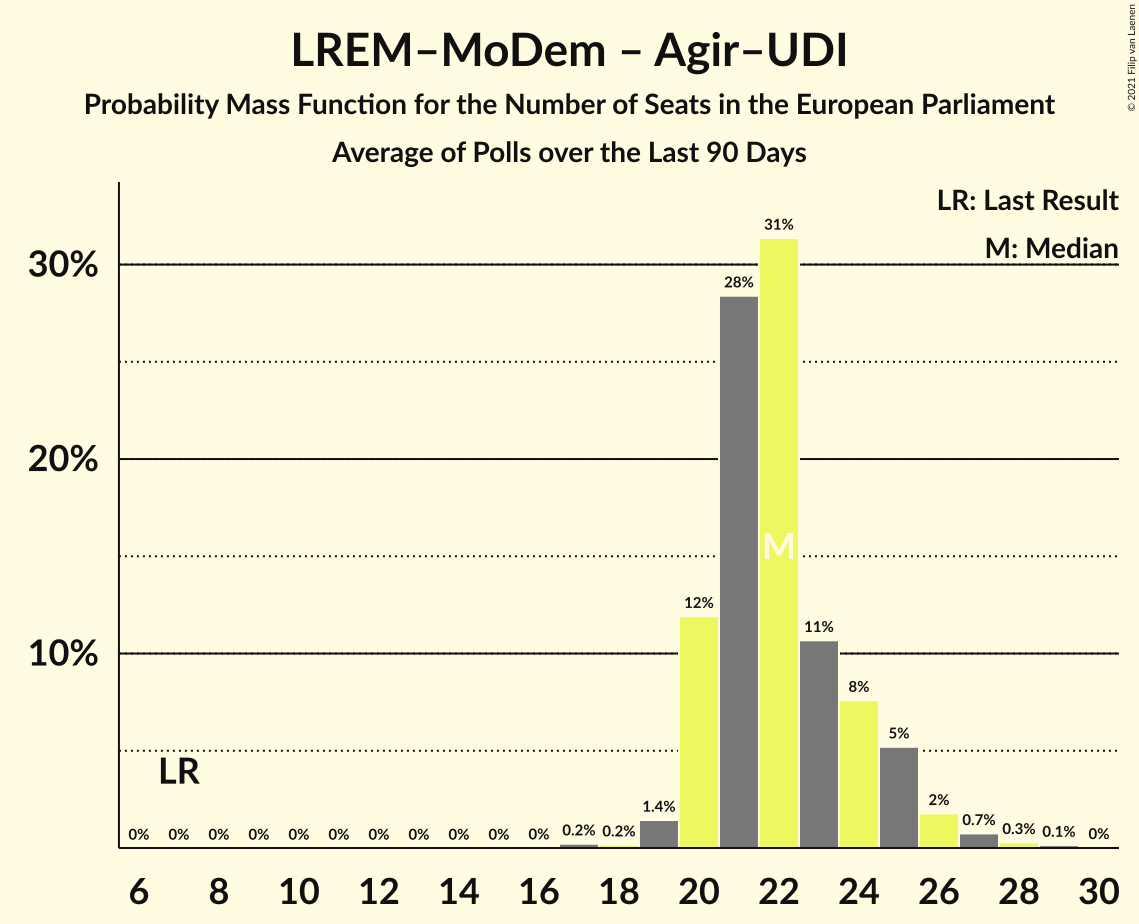 LREM–MoDem – Agir–UDI
Probability Mass Function for the Number of Seats in the European Parliament
Average of Polls over the Last 90 Days
© 2021 Filip van Laenen
LR: Last Result
M: Median
30%
20%
10%
LR
M
0% 0% 0% 0% 0% 0% 0% 0% 0% 0% 0% 0.2% 0.2% 1.4% 12% 28% 31% 11% 8% 5% 2% 0.7% 0.3% 0.1% 0%
6 8 10 12 14 16 18 20 22 24 26 28 30